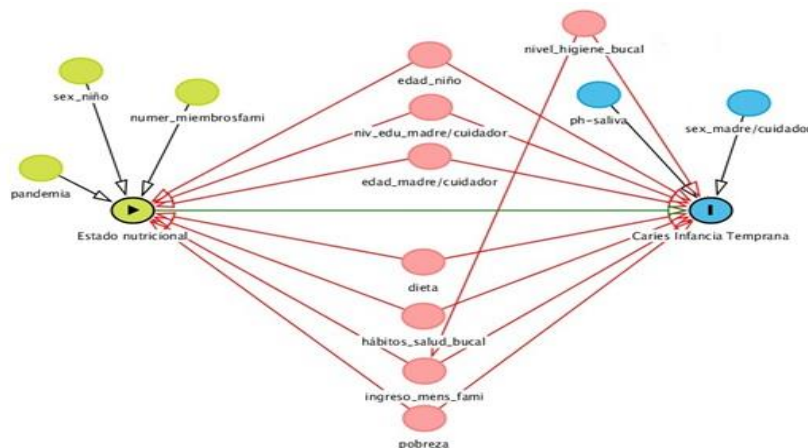 nivel_higiene_bucal
edad_niño
sex_niño
numer_miembrosfami
ph-saliva
niv_edu_madre/cuidador
sex_madre/cuidador
pandemia
edad_madre/cuidador
Estado nutricional
Caries Infancia Temprana
dieta
hábitos_salud_bucal
ingreso_mens_fami
pobreza